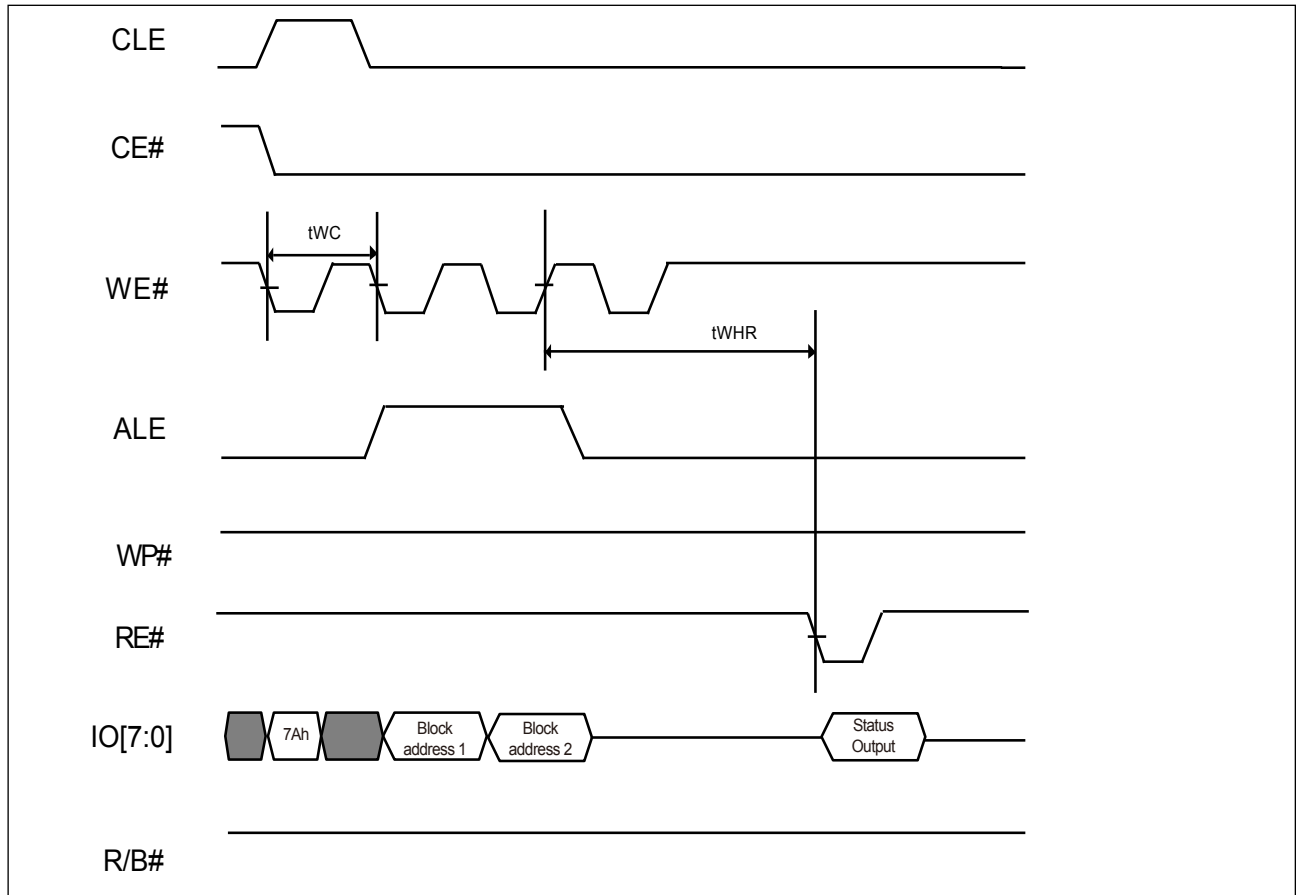 CLE
CE#
tWC
WE#
tWHR
ALE
WP#
RE#
IO[7:0]
7Ah
Block
address 1
Block
address 2
Status
Output
R/B#